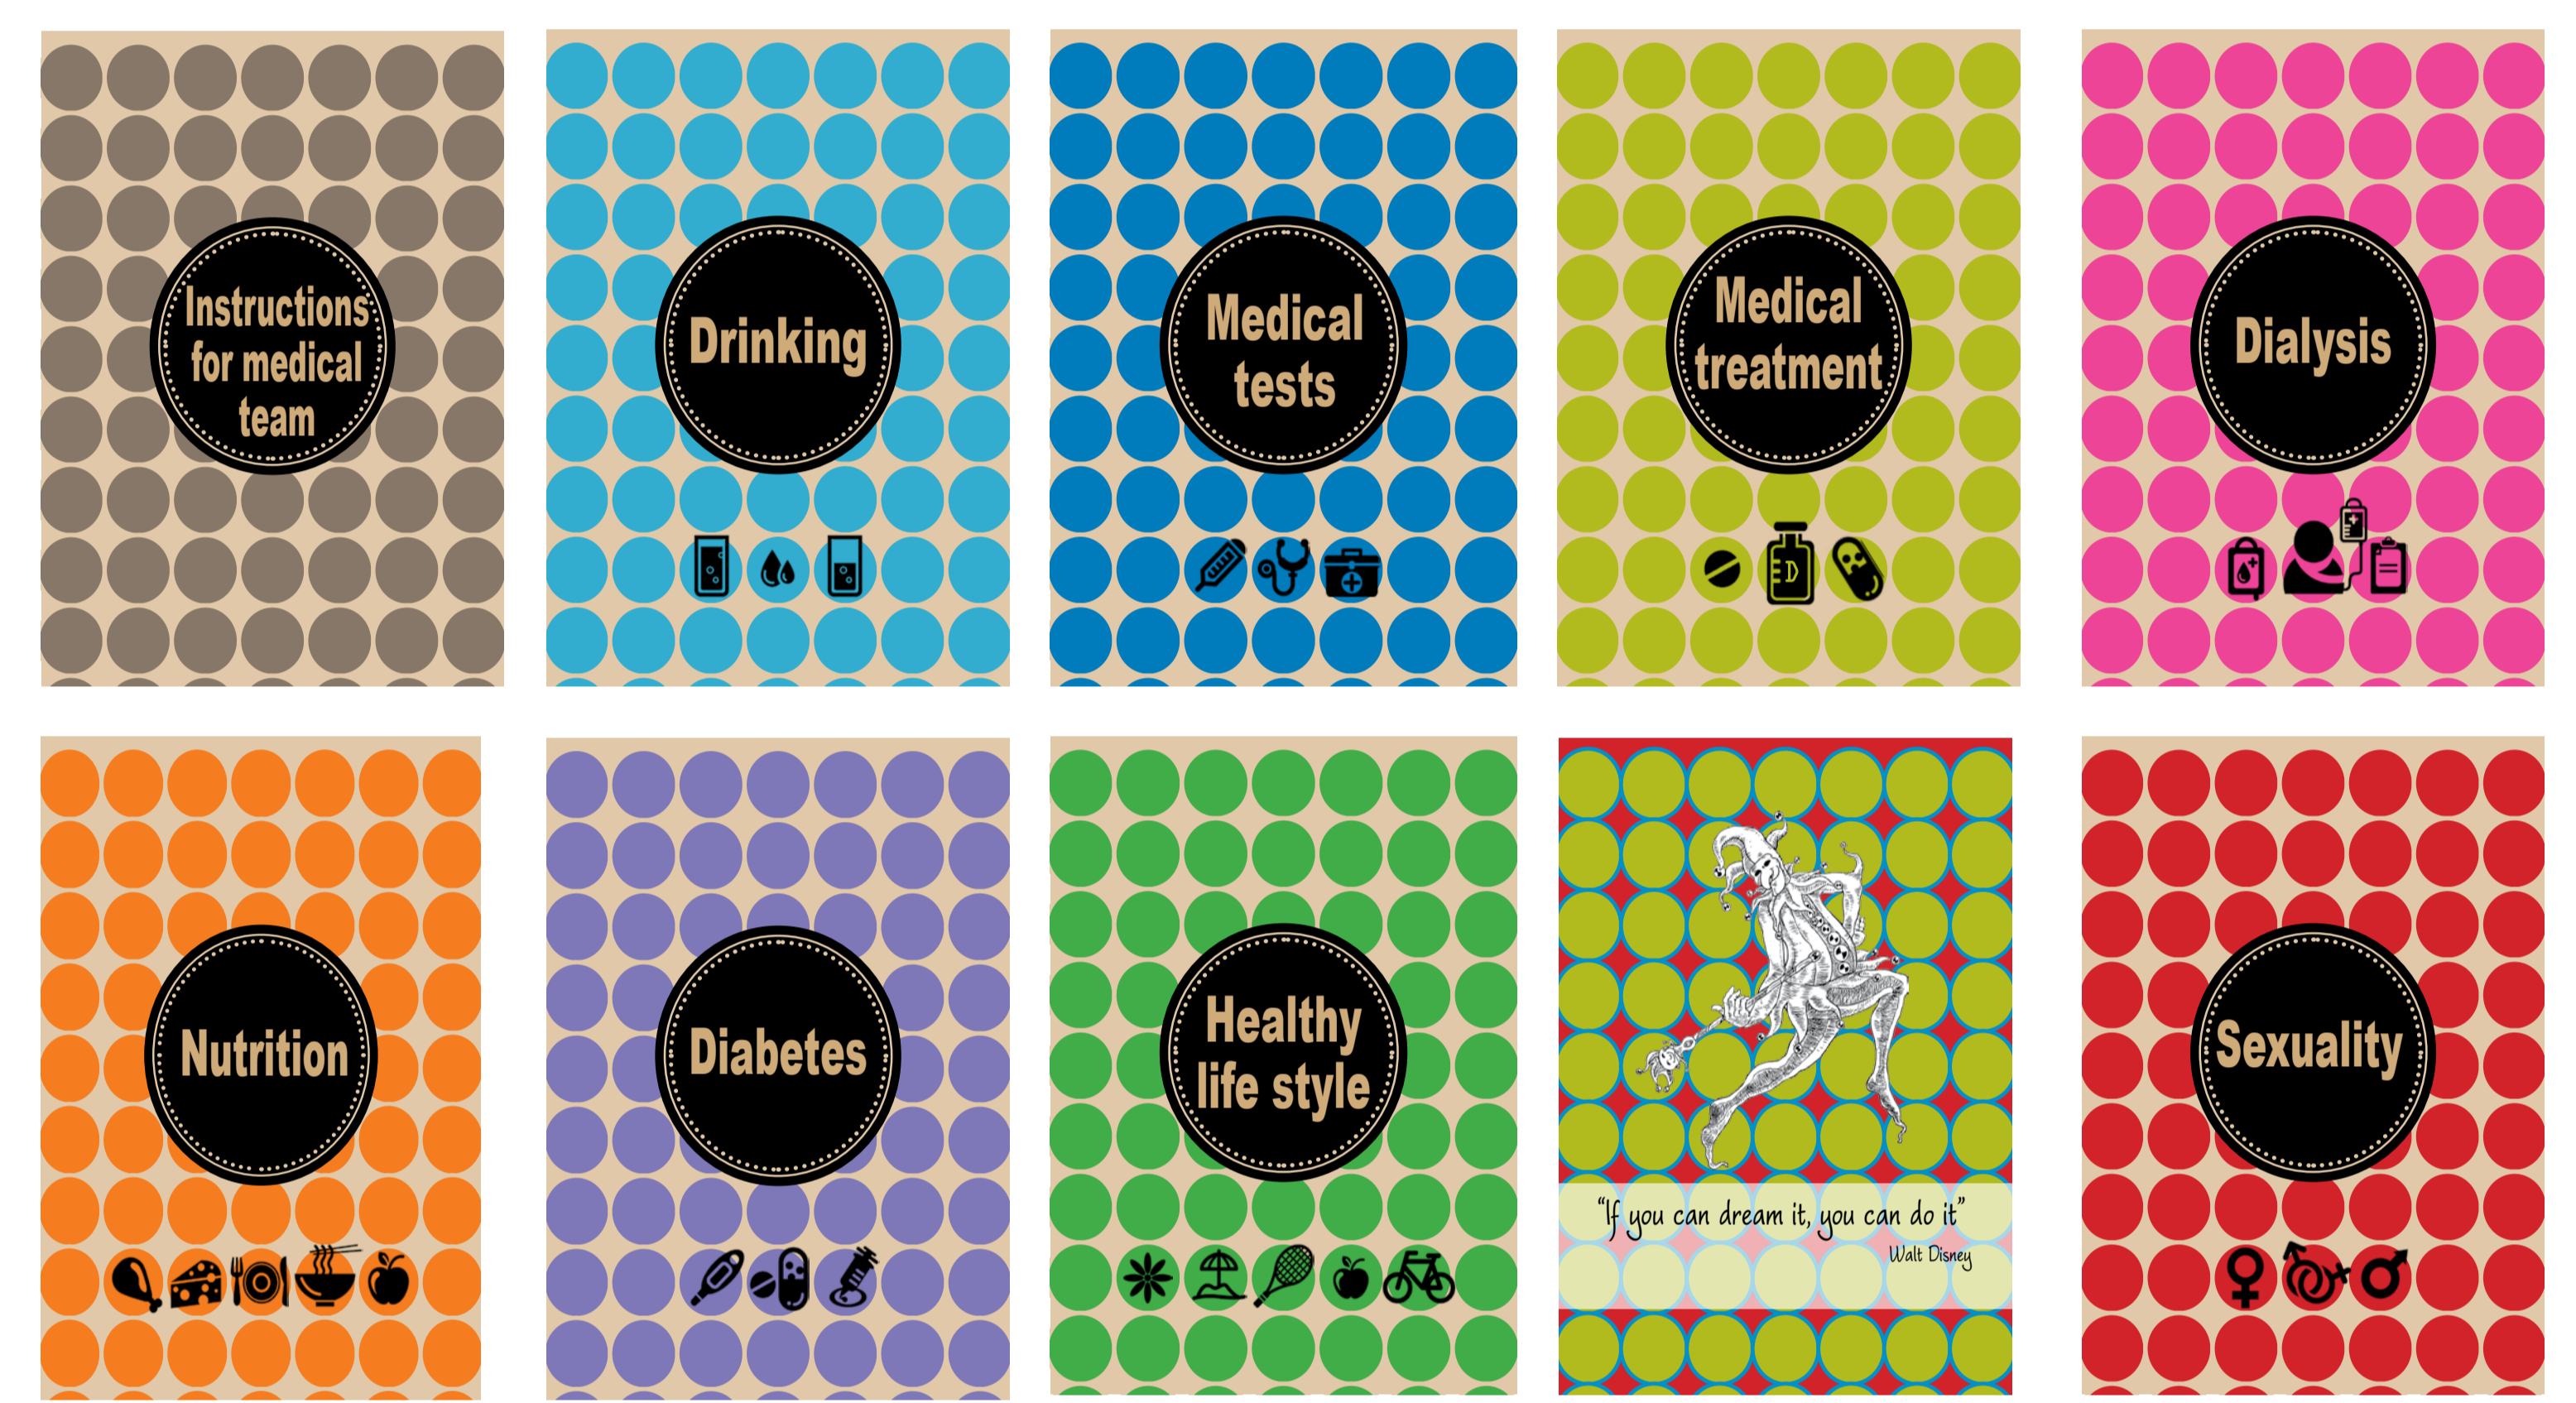 Instructions
for medical
team
Drinking
Medical
tests
Medical
treatment
D
Dialysis
Nutrition
Diabetes
Healthy
life style
“If you can dream it, you can do it”
Walt Disney
Sexuality